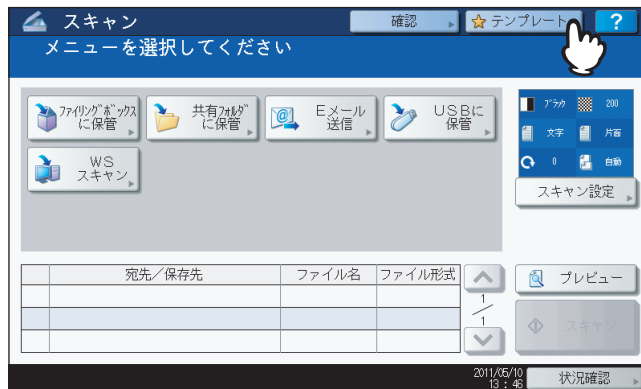 スキャン
確認
テンプレート
?
メニューを選択してください
ファイリングボックス
に保管
共有フォルダ
に保管
Eメール
送信
USBに
保管
WS
スキャン
ブラック
200
文字
片面
0
自動
スキャン設定
宛先／保存先
ファイル名
ファイル形式
1
1
プレビュー
スキャン
2011/05/10
13:46
状況確認